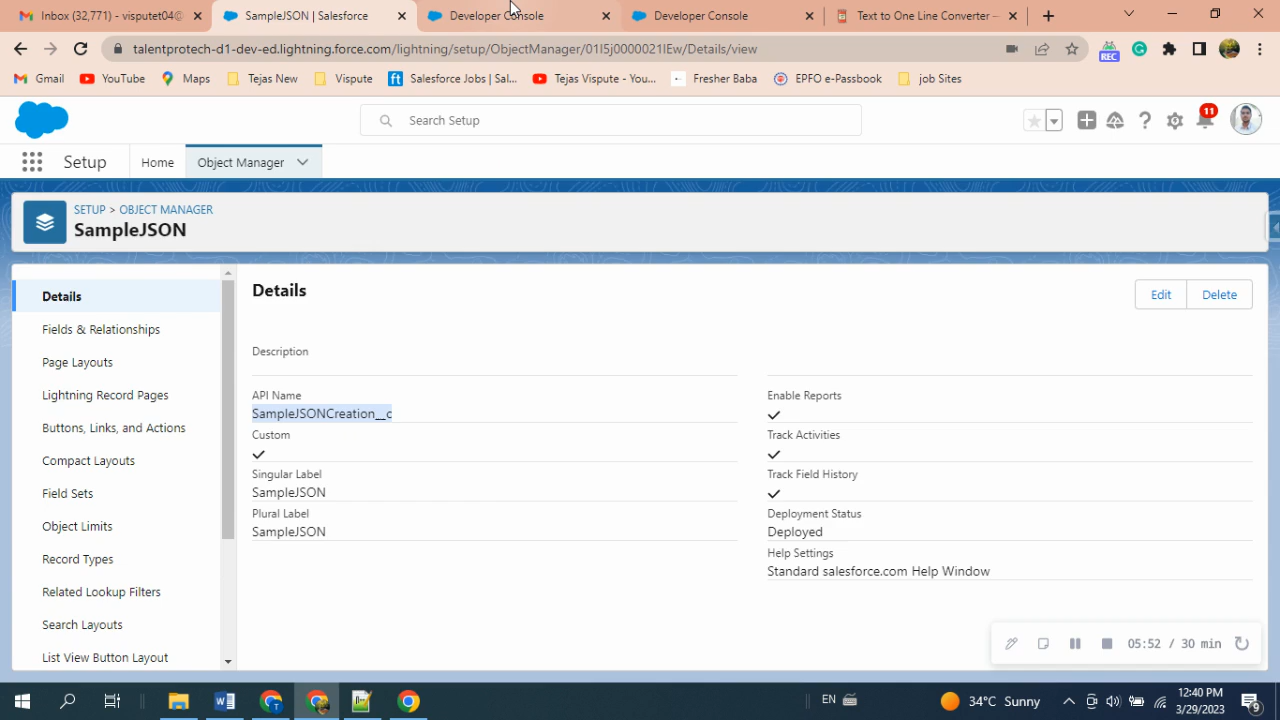 Inbox (32,771) - visputet04@
SampleJSON | Salesforce
Developer Console
Developer Console
Text to One Line Converter -
talentprotech-d1-dev-ed.lightning.force.com/lightning/setup/ObjectManager/01I5j0000021lEw/Details/view
REC
Gmail
YouTube
Maps
Tejas New
Vispute
Salesforce Jobs | Sal...
Tejas Vispute - You...
Fresher Baba
EPFO e-Passbook
job Sites
Search Setup
11
Setup
Home
Object Manager
SETUP > OBJECT MANAGER
SampleJSON
Details
Fields & Relationships
Page Layouts
Lightning Record Pages
Buttons, Links, and Actions
Compact Layouts
Field Sets
Object Limits
Record Types
Related Lookup Filters
Search Layouts
List View Button Layout
Details
Edit
Delete
Description
API Name
SampleJSONCreation__c
Custom
Singular Label
SampleJSON
Plural Label
SampleJSON
Enable Reports
Track Activities
Track Field History
Deployment Status
Deployed
Help Settings
Standard salesforce.com Help Window
05:52 / 30 min
EN
34°C Sunny
12:40 PM
3/29/2023
9